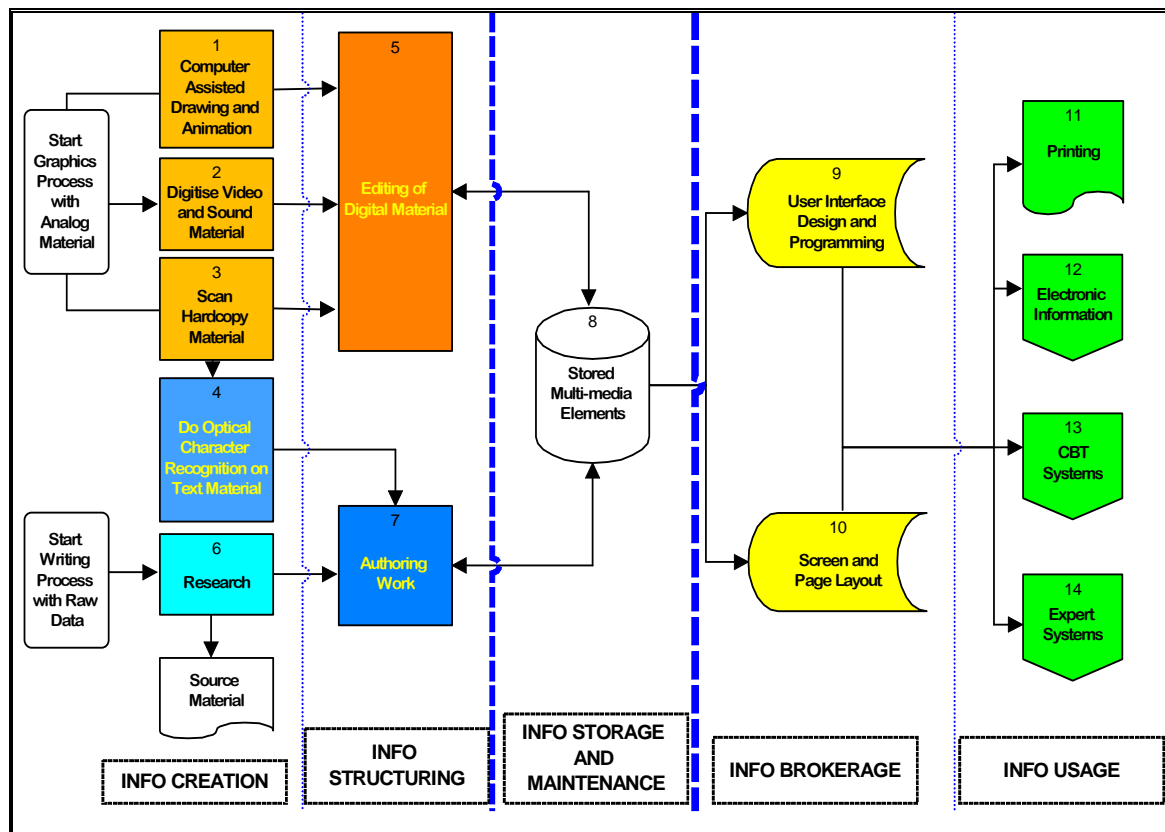 1
Computer
Assisted
Drawing and
Animation
Start
Graphics
Process
with
Analog
Material
2
Digitise Video
and Sound
Material
3
Scan
Hardcopy
Material
4
Do Optical
Character
Recognition on
Text Material
Start
Writing
Process
with Raw
Data
6
Research
Source
Material
INFO CREATION
5
Editing of
Digital Material
7
Authoring
Work
INFO
STRUCTURING
8
Stored
Multi-media
Elements
INFO STORAGE
AND
MAINTENANCE
9
User Interface
Design and
Programming
10
Screen and
Page Layout
INFO BROKERAGE
11
Printing
12
Electronic
Information
13
CBT
Systems
14
Expert
Systems
INFO USAGE